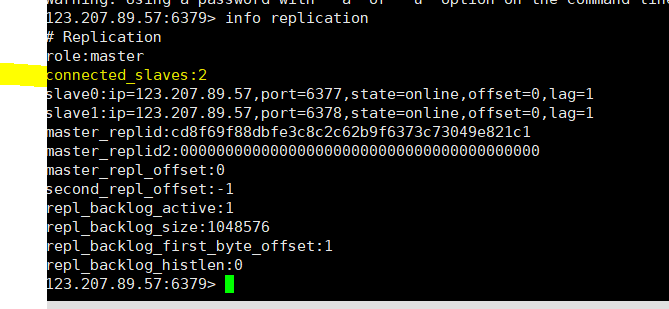 warning: Using a password with '-a' or '-u' option on the command line
123.207.89.57:6379> info replication
# Replication
role:master
connected_slaves:2
slave0:ip=123.207.89.57,port=6377,state=online,offset=0,lag=1
slave1:ip=123.207.89.57,port=6378,state=online,offset=0,lag=1
master_replid:cd8f69f88dbfe3c8c2c62b9f6373c73049e821c1
master_replid2:0000000000000000000000000000000000000000
master_repl_offset:0
second_repl_offset:-1
repl_backlog_active:1
repl_backlog_size:1048576
repl_backlog_first_byte_offset:1
repl_backlog_histlen:0
123.207.89.57:6379>